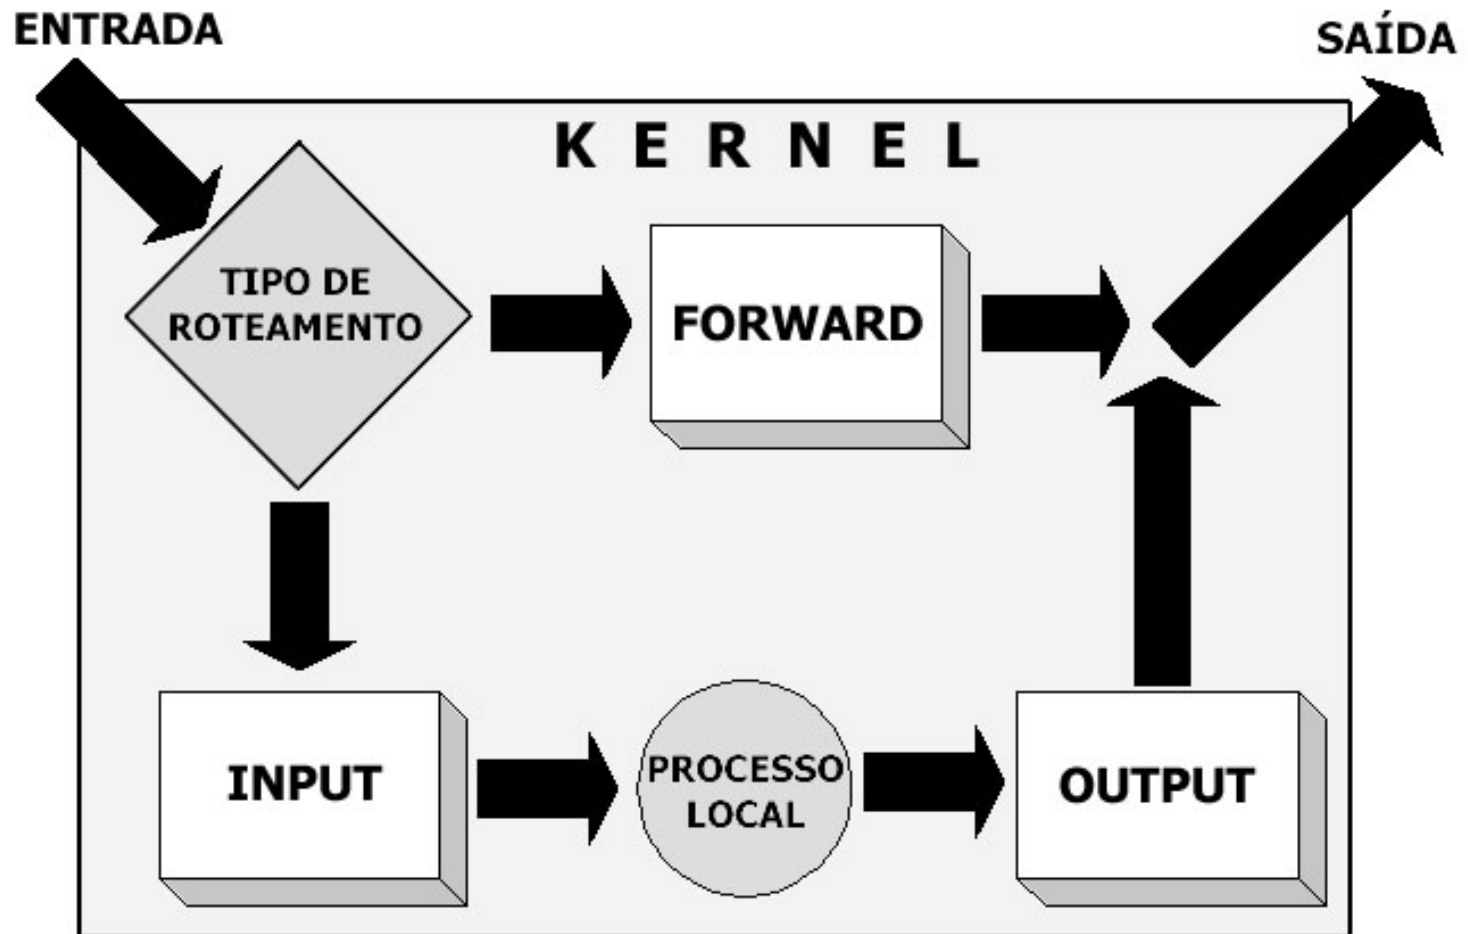 ENTRADA
SAÍDA
K E R N E L
TIPO DE
ROTEAMENTO
FORWARD
INPUT
PROCESSO
LOCAL
OUTPUT